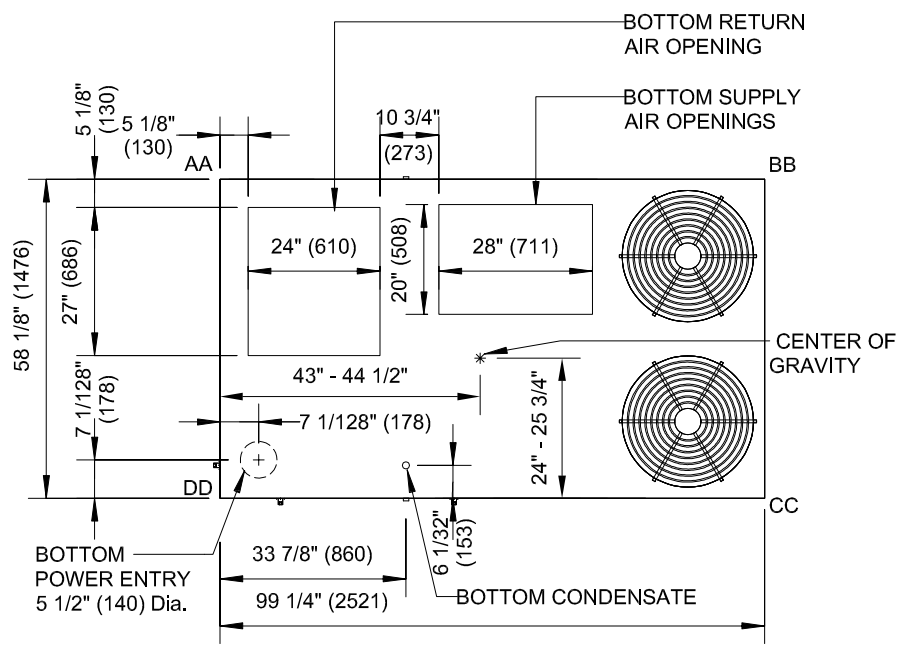 BOTTOM RETURN
AIR OPENING
5 1/8"
(130)
5 1/8"
(130)
10 3/4"
(273)
BOTTOM SUPPLY
AIR OPENINGS
AA
BB
58 1/8" (1476)
27" (686)
24" (610)
20" (508)
28" (711)
CENTER OF
GRAVITY
43" - 44 1/2"
7 1/128"
(178)
7 1/128" (178)
24" - 25 3/4"
DD
CC
BOTTOM
POWER ENTRY
5 1/2" (140) Dia.
33 7/8" (860)
6 1/32"
(153)
BOTTOM CONDENSATE
99 1/4" (2521)